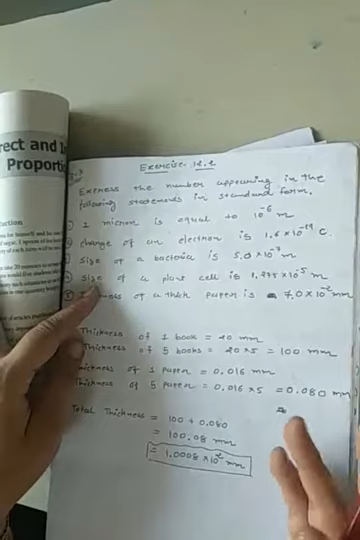 rect and In
Proportio
duction
Exercise-12.2
Express the number appearing in the
following statements in standard form.
1 micron is equal to 10⁻⁶ m
charge of an electron is 1.6×10⁻¹⁹ C.
Size of a bacteria is 5.0×10⁻⁷ m
Size of a plant cell is 1.275×10⁻⁵ m
of a thick paper is 7.0×10⁻² mm
Thickness of 1 book = 20 mm
Thickness of 5 books = 20×5 = 100 mm
Thickness of 1 paper = 0.016 mm
Thickness of 5 paper = 0.016×5 = 0.080 mm
Total Thickness = 100 + 0.080
= 100.08 mm
= 1.0008×10² mm